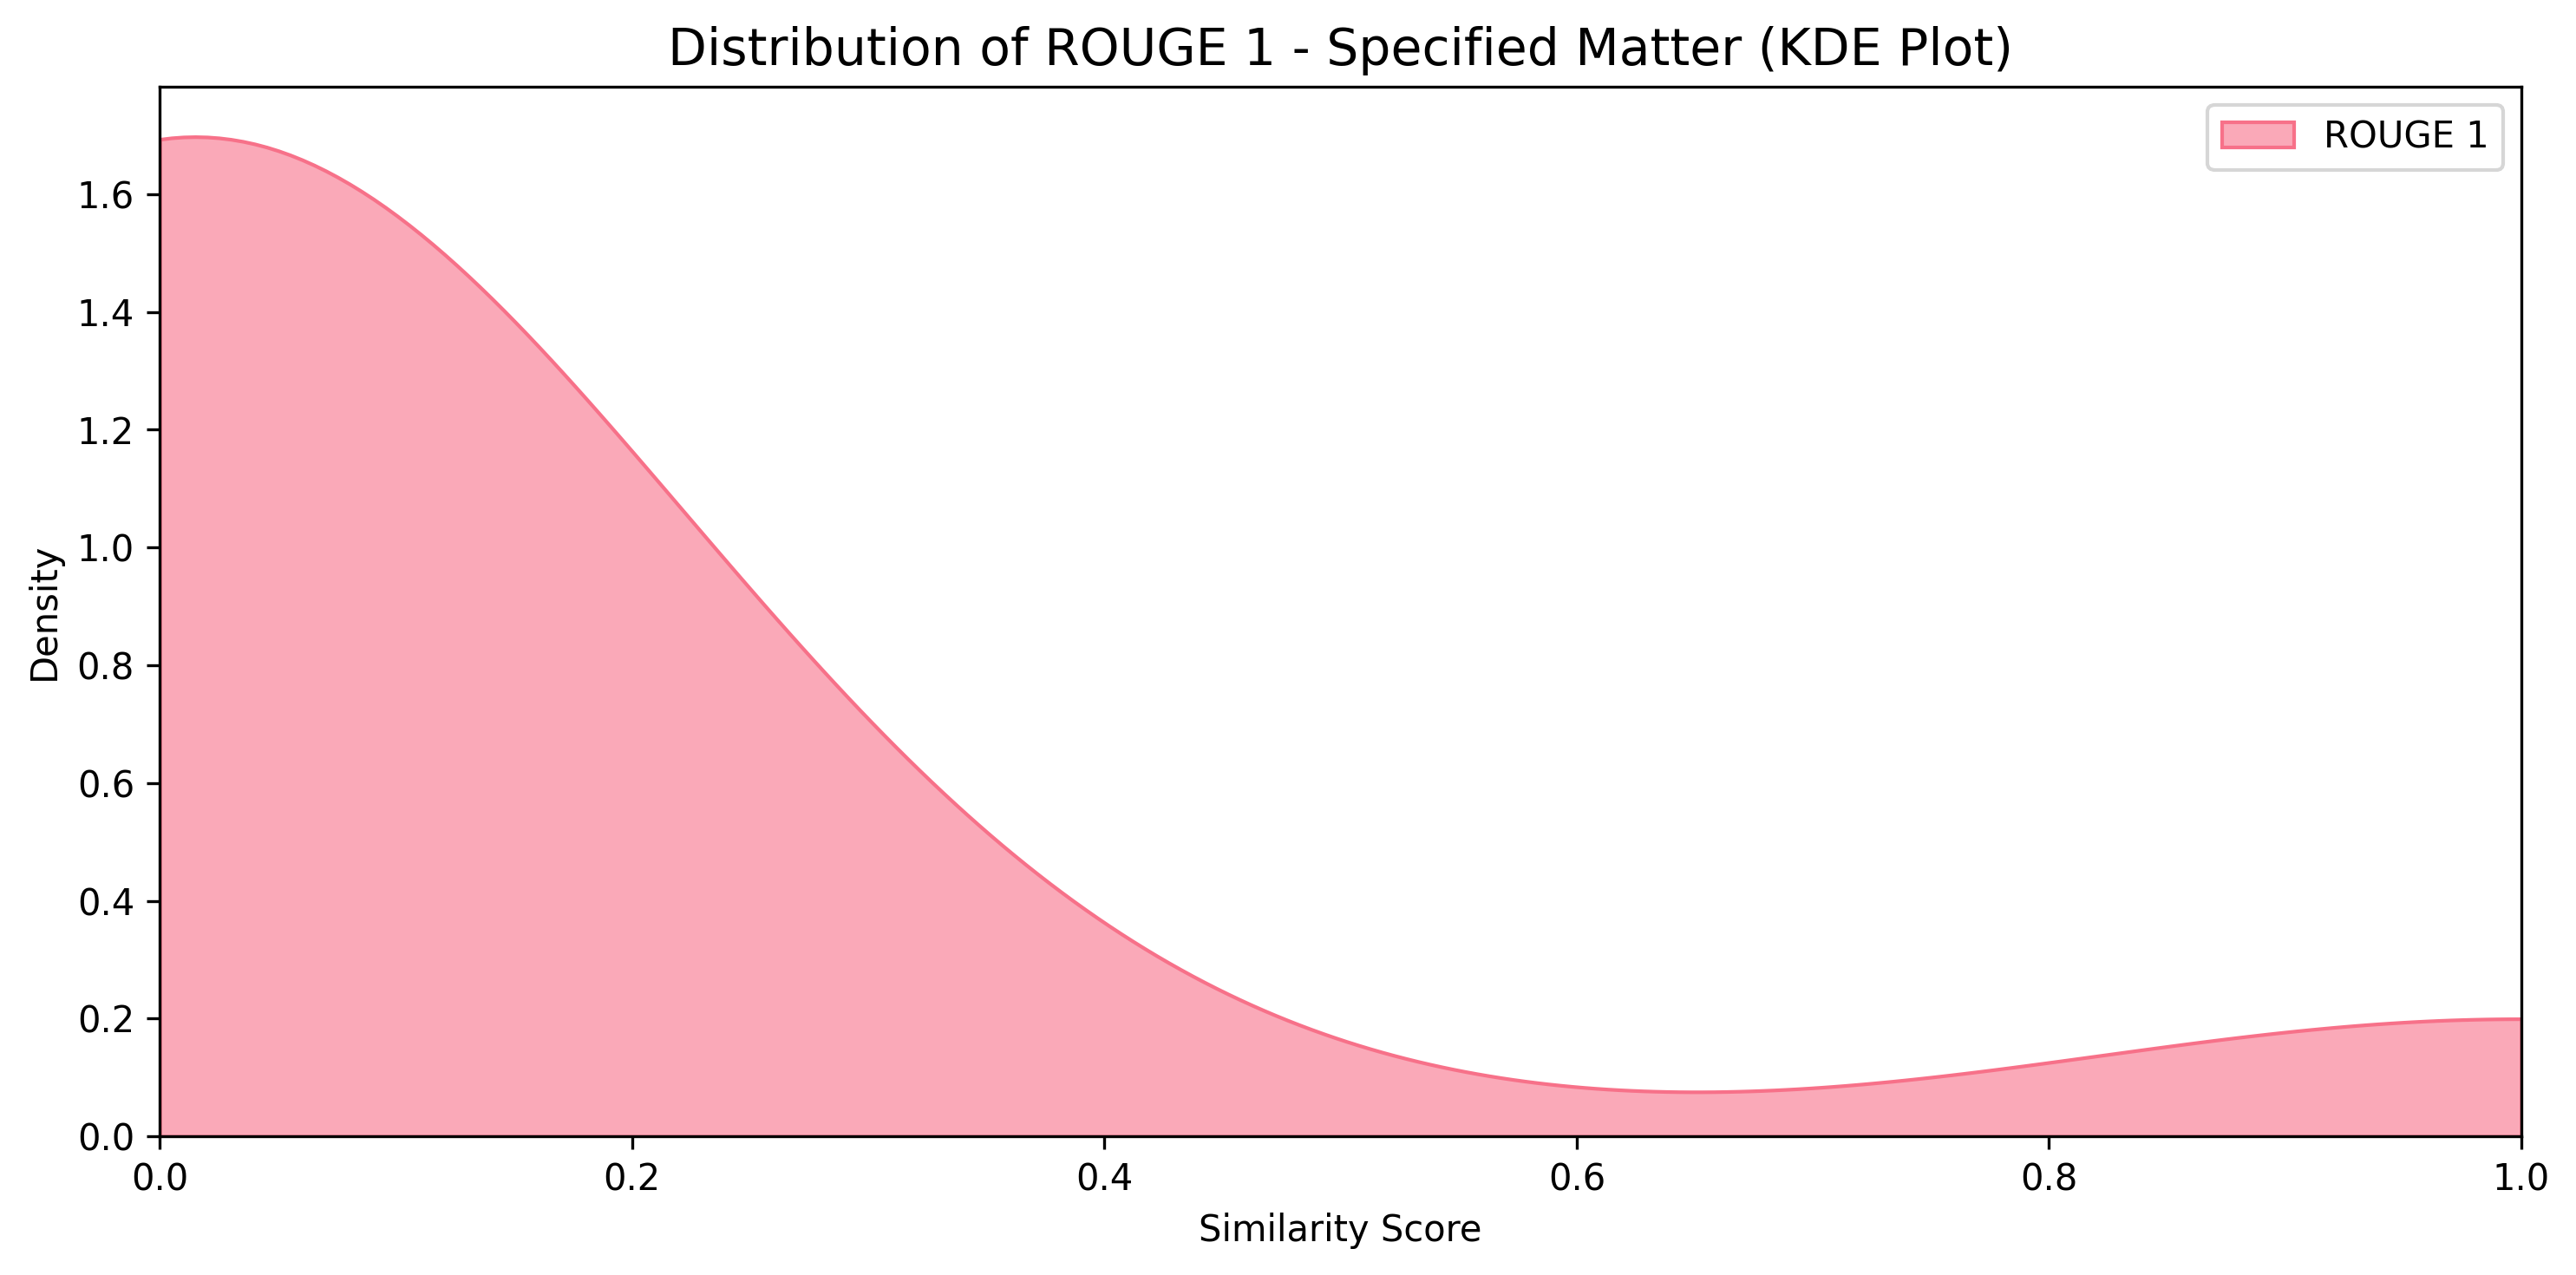 Distribution of ROUGE 1 - Specified Matter (KDE Plot)
ROUGE 1
1.6
1.4
1.2
1.0
0.8
0.6
0.4
0.2
0.0
Density
0.0 0.2 0.4 0.6 0.8 1.0
Similarity Score